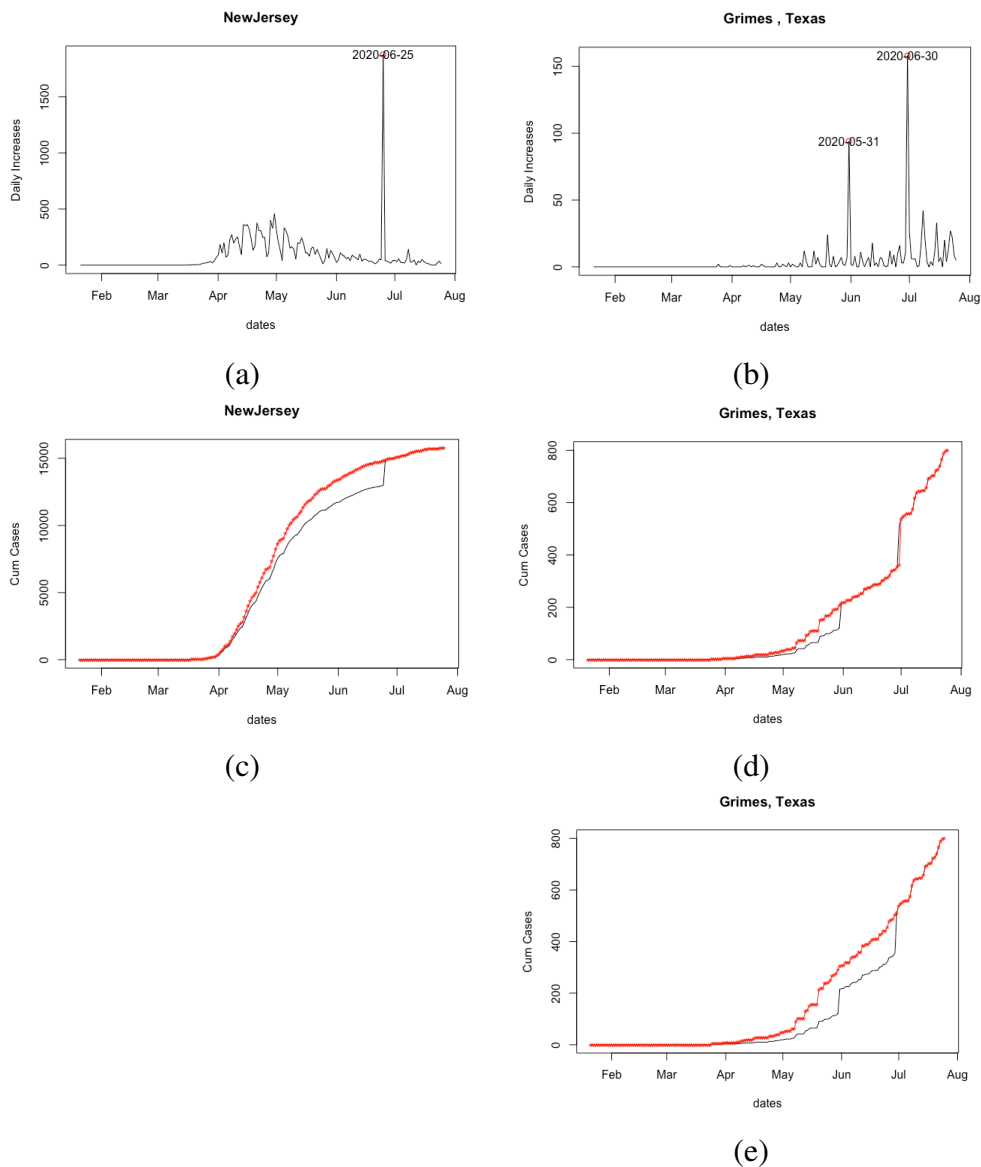 NewJersey
Daily Increases
1500
1000
500
0
2020-06-25
Feb Mar Apr May Jun Jul Aug
dates
(a)
Grimes , Texas
Daily Increases
150
100
50
0
2020-06-30
2020-05-31
Feb Mar Apr May Jun Jul Aug
dates
(b)
NewJersey
Cum Cases
15000
10000
5000
0
Feb Mar Apr May Jun Jul Aug
dates
(c)
Grimes, Texas
Cum Cases
800
600
400
200
0
Feb Mar Apr May Jun Jul Aug
dates
(d)
Grimes, Texas
Cum Cases
800
600
400
200
0
Feb Mar Apr May Jun Jul Aug
dates
(e)